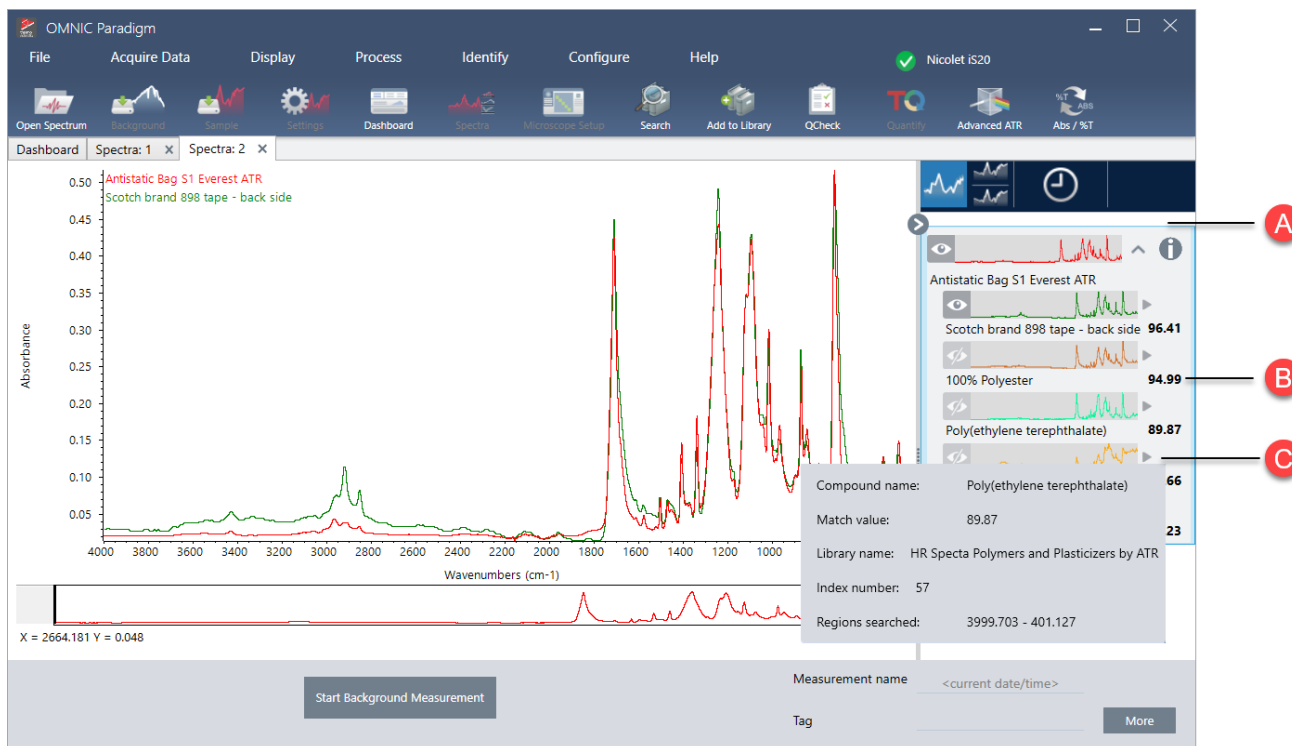 OMNIC Paradigm
File Acquire Data Display Process Identify Configure Help Nicolet iS20
%T ABS TQ
Open Spectrum Background Sample Settings Dashboard Spectra Microscope Setup Search Add to Library QCheck Quantify Advanced ATR Abs / %T
Dashboard Spectra: 1 × Spectra: 2 ×
Antistatic Bag S1 Everest ATR
Scotch brand 898 tape - back side
0.50
0.45
0.40
0.35
0.30
0.25
0.20
0.15
0.10
0.05
Absorbance
4000 3800 3600 3400 3200 3000 2800 2600 2400 2200 2000 1800 1600 1400 1200 1000
Wavenumbers (cm-1)
X = 2664.181 Y = 0.048
A
Antistatic Bag S1 Everest ATR
Scotch brand 898 tape - back side 96.41
100% Polyester 94.99
B
Poly(ethylene terephthalate) 89.87
C
66
23
Compound name: Poly(ethylene terephthalate)
Match value: 89.87
Library name: HR Specta Polymers and Plasticizers by ATR
Index number: 57
Regions searched: 3999.703 - 401.127
Start Background Measurement
Measurement name <current date/time>
Tag
More